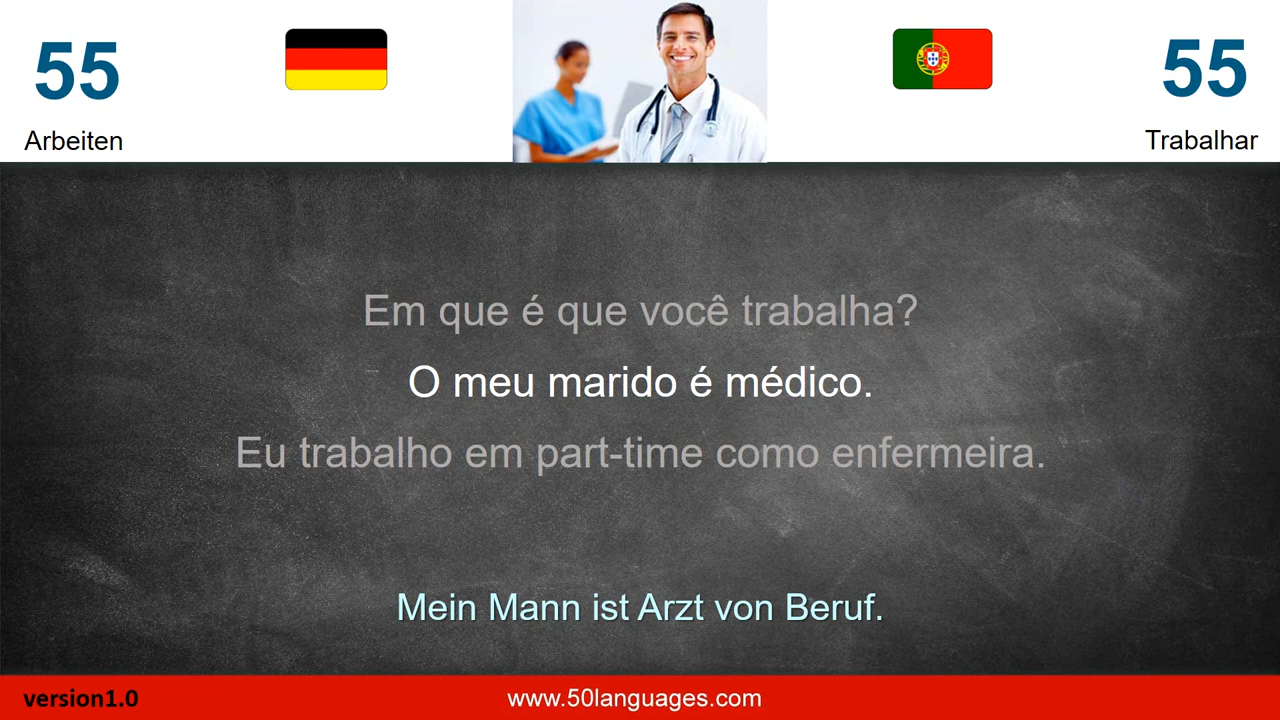 55
55
Arbeiten
Trabalhar
Em que é que você trabalha?
O meu marido é médico.
Eu trabalho em part-time como enfermeira.
Mein Mann ist Arzt von Beruf.
version1.0
www.50languages.com